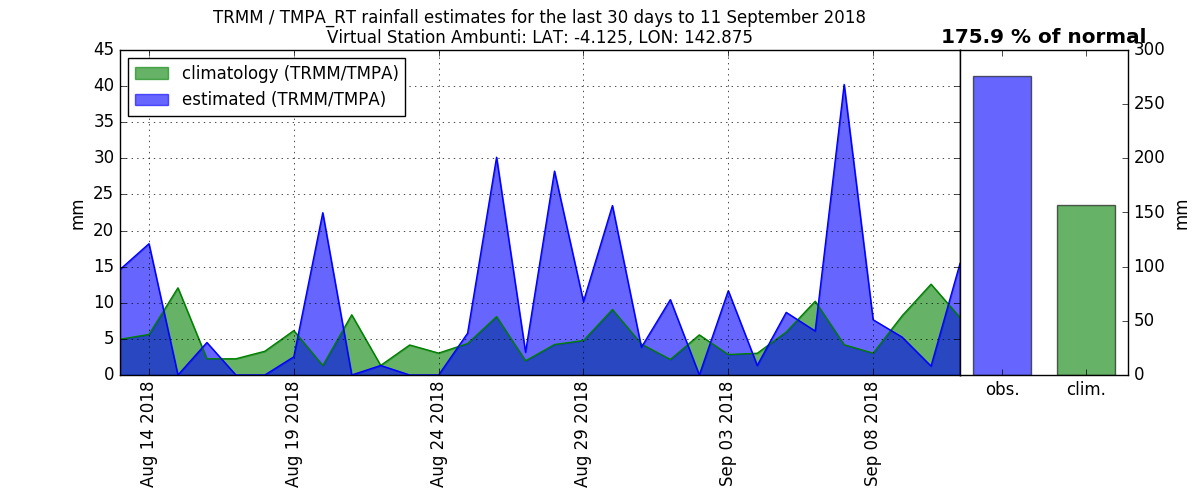 TRMM / TMPA_RT rainfall estimates for the last 30 days to 11 September 2018
Virtual Station Ambunti: LAT: -4.125, LON: 142.875
175.9 % of normal
climatology (TRMM/TMPA)
estimated (TRMM/TMPA)
45
40
35
30
25
20
15
10
5
0
mm
Aug 14 2018
Aug 19 2018
Aug 24 2018
Aug 29 2018
Sep 03 2018
Sep 08 2018
obs.
clim.
300
250
200
150
100
50
0
mm